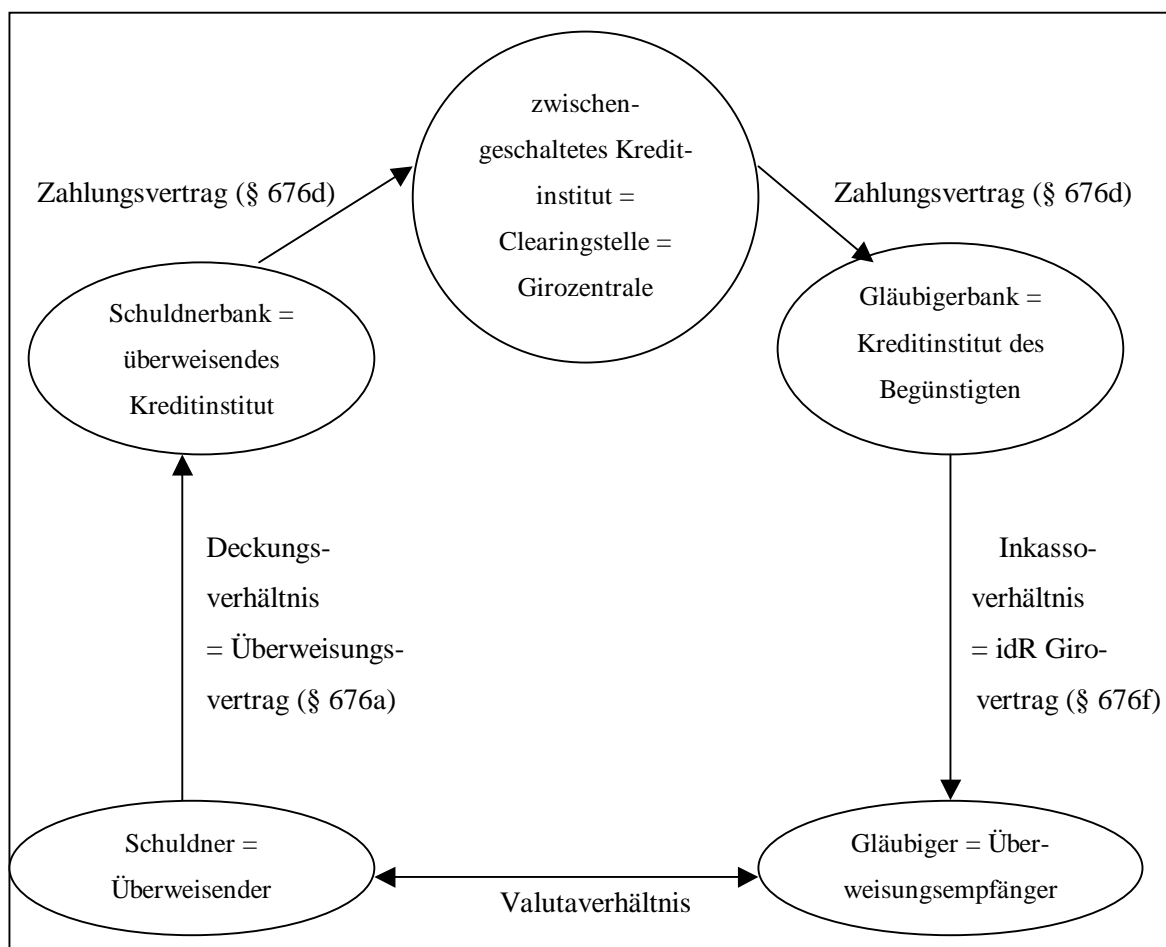 zwischen-
geschaltetes Kredit-
institut =
Clearingstelle =
Girozentrale
Zahlungsvertrag (§ 676d)
Zahlungsvertrag (§ 676d)
Schuldnerbank =
überweisendes
Kreditinstitut
Gläubigerbank =
Kreditinstitut des
Begünstigten
Deckungs-
verhältnis
= Überweisungs-
vertrag (§ 676a)
Inkasso-
verhältnis
= idR Giro-
vertrag (§ 676f)
Schuldner =
Überweisender
Gläubiger = Über-
weisungsempfänger
Valutaverhältnis